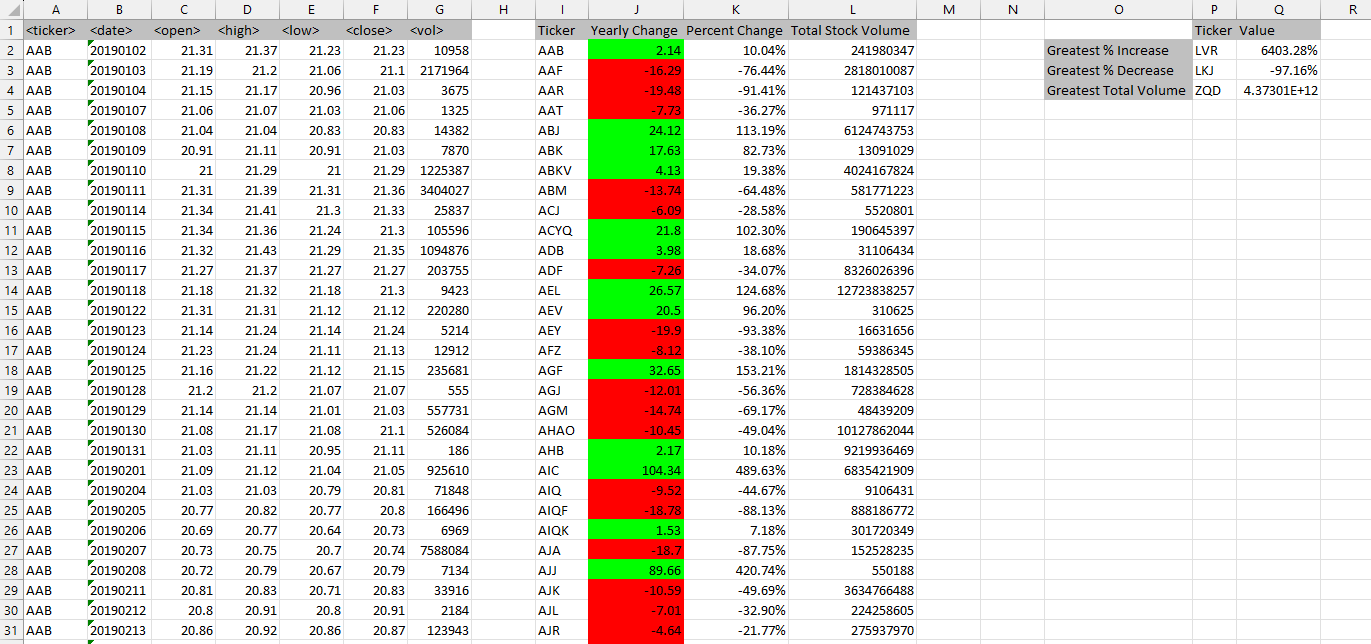 A B C D E F G H I J K L M N O P Q R
1 <ticker> <date> <open> <high> <low> <close> <vol> Ticker Yearly Change Percent Change Total Stock Volume Ticker Value
2 AAB 20190102 21.31 21.37 21.23 21.23 10958 AAB 2.14 10.04% 241980347 Greatest % Increase LVR 6403.28%
3 AAB 20190103 21.19 21.2 21.06 21.1 2171964 AAF -16.29 -76.44% 2818010087 Greatest % Decrease LKJ -97.16%
4 AAB 20190104 21.15 21.17 20.96 21.03 3675 AAR -19.48 -91.41% 121437103 Greatest Total Volume ZQD 4.37301E+12
5 AAB 20190107 21.06 21.07 21.03 21.06 1325 AAT -7.73 -36.27% 971117
6 AAB 20190108 21.04 21.04 20.83 20.83 14382 ABJ 24.12 113.19% 6124743753
7 AAB 20190109 20.91 21.11 20.91 21.03 7870 ABK 17.63 82.73% 13091029
8 AAB 20190110 21 21.29 21 21.29 1225387 ABKV 4.13 19.38% 4024167824
9 AAB 20190111 21.31 21.39 21.31 21.36 3404027 ABM -13.74 -64.48% 581771223
10 AAB 20190114 21.34 21.41 21.3 21.33 25837 ACJ -6.09 -28.58% 5520801
11 AAB 20190115 21.34 21.36 21.24 21.3 105596 ACYQ 21.8 102.30% 190645397
12 AAB 20190116 21.32 21.43 21.29 21.35 1094876 ADB 3.98 18.68% 31106434
13 AAB 20190117 21.27 21.37 21.27 21.27 203755 ADF -7.26 -34.07% 8326026396
14 AAB 20190118 21.18 21.32 21.18 21.3 9423 AEL 26.57 124.68% 12723838257
15 AAB 20190122 21.31 21.31 21.12 21.12 220280 AEV 20.5 96.20% 310625
16 AAB 20190123 21.14 21.24 21.14 21.24 5214 AEY -19.9 -93.38% 16631656
17 AAB 20190124 21.23 21.24 21.11 21.13 12912 AFZ -8.12 -38.10% 59386345
18 AAB 20190125 21.16 21.22 21.12 21.15 235681 AGF 32.65 153.21% 1814328505
19 AAB 20190128 21.2 21.2 21.07 21.07 555 AGJ -12.01 -56.36% 728384628
20 AAB 20190129 21.14 21.14 21.01 21.03 557731 AGM -14.74 -69.17% 48439209
21 AAB 20190130 21.08 21.17 21.08 21.1 526084 AHAO -10.45 -49.04% 10127862044
22 AAB 20190131 21.03 21.11 20.95 21.11 186 AHB 2.17 10.18% 9219936469
23 AAB 20190201 21.09 21.12 21.04 21.05 925610 AIC 104.34 489.63% 6835421909
24 AAB 20190204 21.03 21.03 20.79 20.81 71848 AIQ -9.52 -44.67% 9106431
25 AAB 20190205 20.77 20.82 20.77 20.8 166496 AIQF -18.78 -88.13% 888186772
26 AAB 20190206 20.69 20.77 20.64 20.73 6969 AIQK 1.53 7.18% 301720349
27 AAB 20190207 20.73 20.75 20.7 20.74 7588084 AJA -18.7 -87.75% 152528235
28 AAB 20190208 20.72 20.79 20.67 20.79 7134 AJJ 89.66 420.74% 550188
29 AAB 20190211 20.81 20.83 20.71 20.83 33916 AJK -10.59 -49.69% 3634766488
30 AAB 20190212 20.8 20.91 20.8 20.91 2184 AJL -7.01 -32.90% 224258605
31 AAB 20190213 20.86 20.92 20.86 20.87 123943 AJR -4.64 -21.77% 275937970